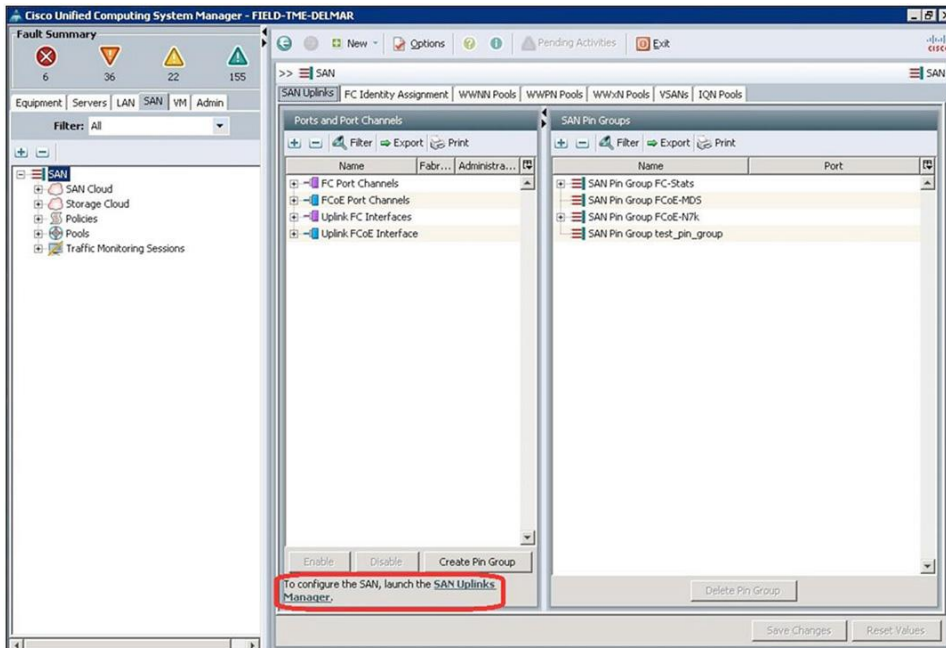 Cisco Unified Computing System Manager - FIELD-TME-DELMAR
Fault Summary
6 36 22 155
New Options Pending Activities Exit
>> SAN SAN
Equipment Servers LAN SAN VM Admin
Filter: All
SAN
SAN Cloud
Storage Cloud
Policies
Pools
Traffic Monitoring Sessions
SAN Uplinks FC Identity Assignment WWNN Pools WWPN Pools WWxN Pools VSANs IQN Pools
Ports and Port Channels
Filter Export Print
Name Fabr... Administra...
FC Port Channels
FCoE Port Channels
Uplink FC Interfaces
Uplink FCoE Interface
Enable Disable Create Pin Group
To configure the SAN, launch the SAN Uplinks
Manager.
SAN Pin Groups
Filter Export Print
Name Port
SAN Pin Group FC-Stats
SAN Pin Group FCoE-MDS
SAN Pin Group FCoE-N7k
SAN Pin Group test_pin_group
Delete Pin Group
Save Changes Reset Values